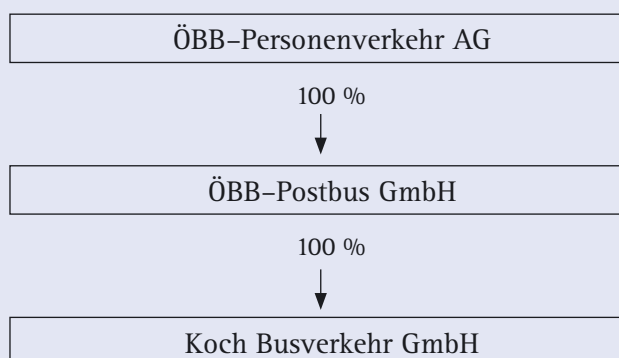 ÖBB–Personenverkehr AG
100 %
ÖBB–Postbus GmbH
100 %
Koch Busverkehr GmbH